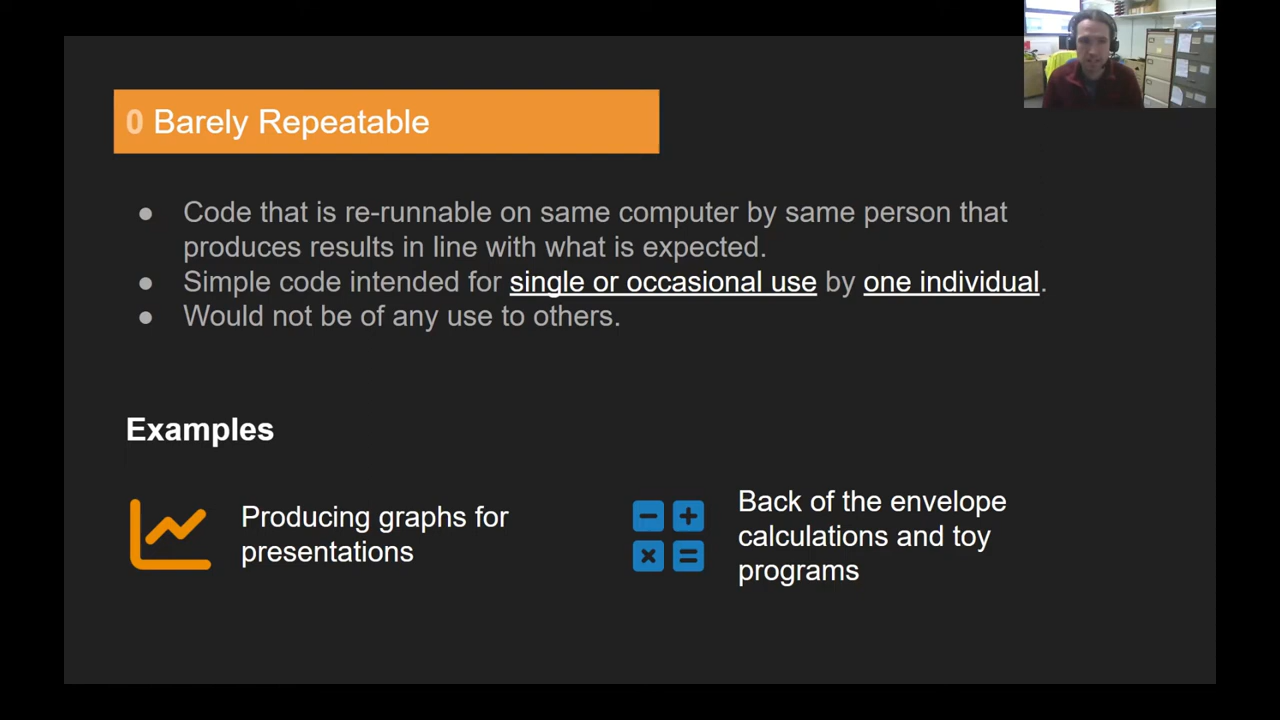 0 Barely Repeatable
● Code that is re-runnable on same computer by same person that
produces results in line with what is expected.
● Simple code intended for single or occasional use by one individual.
● Would not be of any use to others.
Examples
Producing graphs for
presentations
Back of the envelope
calculations and toy
programs